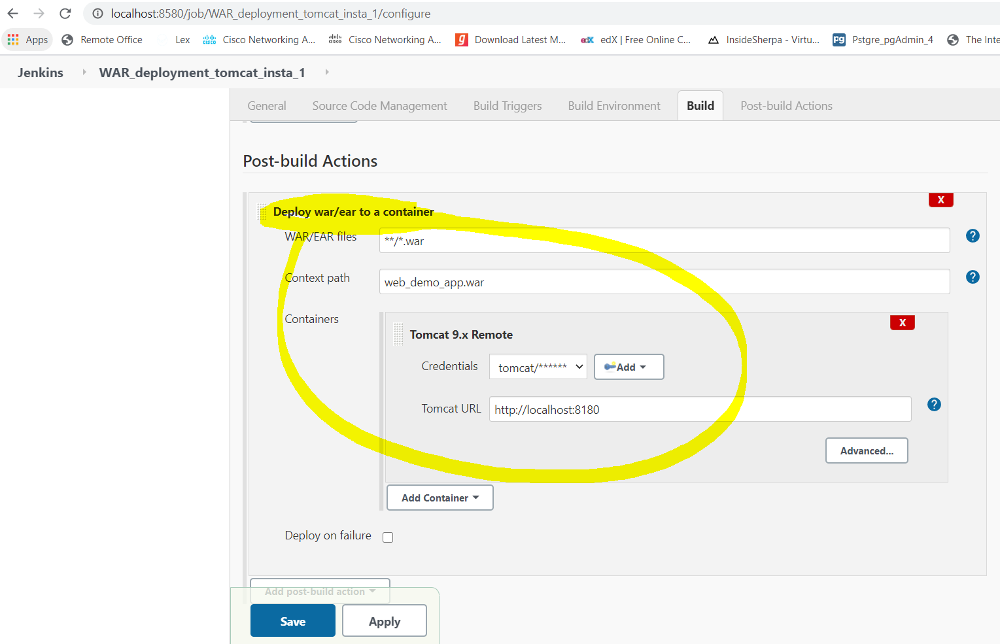 localhost:8580/job/WAR_deployment_tomcat_insta_1/configure
Apps Remote Office Lex Cisco Networking A... Cisco Networking A... Download Latest M... edX | Free Online C... InsideSherpa - Virtu... Pstgre_pgAdmin_4 The Inte
Jenkins WAR_deployment_tomcat_insta_1
General Source Code Management Build Triggers Build Environment Build Post-build Actions
Post-build Actions
X
Deploy war/ear to a container
WAR/EAR files **/*.war ?
Context path web_demo_app.war ?
Containers
X
Tomcat 9.x Remote
Credentials tomcat/****** Add
Tomcat URL http://localhost:8180 ?
Advanced...
Add Container
Deploy on failure
Add post-build action
Save Apply